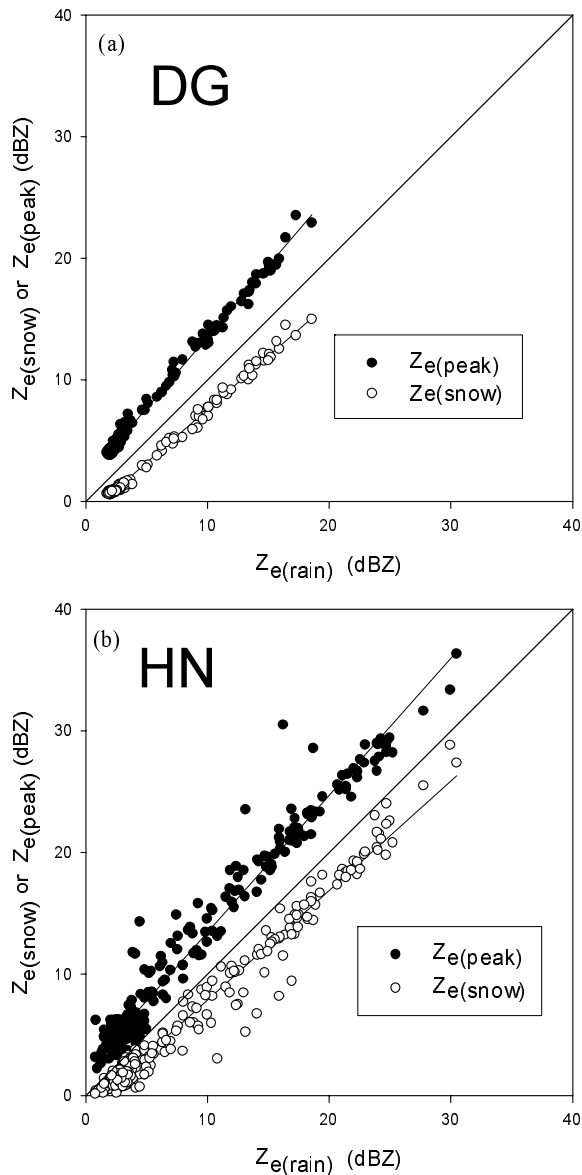 (a)
DG
40
30
20
10
0
Ze(snow) or Ze(peak) (dBZ)
Ze(peak)
Ze(snow)
0 10 20 30 40
Ze(rain) (dBZ)
(b)
HN
40
30
20
10
0
Ze(snow) or Ze(peak) (dBZ)
Ze(peak)
Ze(snow)
0 10 20 30 40
Ze(rain) (dBZ)